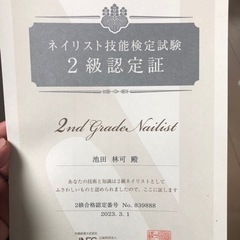 ネイリスト技能検定試験
2級認定証
2nd Grade Nailist
池田 林可 殿
あなたの技術と知識は2級ネイリストとして
ふさわしいものと認められましたので、ここに証します
2級合格認定番号 No. 839888
2023. 3. 1